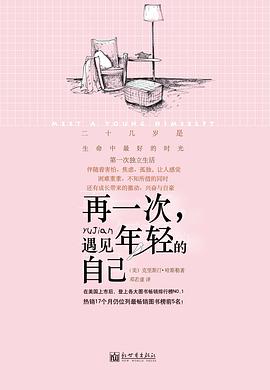 MEET A YOUNG HIMSELFT
二十几岁是
生命中最好的时光
第一次独立生活
伴随着害怕，焦虑，孤独，让人感觉
困难重重，不知所措的同时
还有成长带来的激动，兴奋与自豪
再一次，
yujian
遇见年轻的
自己
（美）克里斯汀·哈斯勒著
邓若虚 译
在美国上市后，登上各大图书畅销排行榜NO.1
热销17个月仍位列最畅销图书榜前5名！
新世界出版社